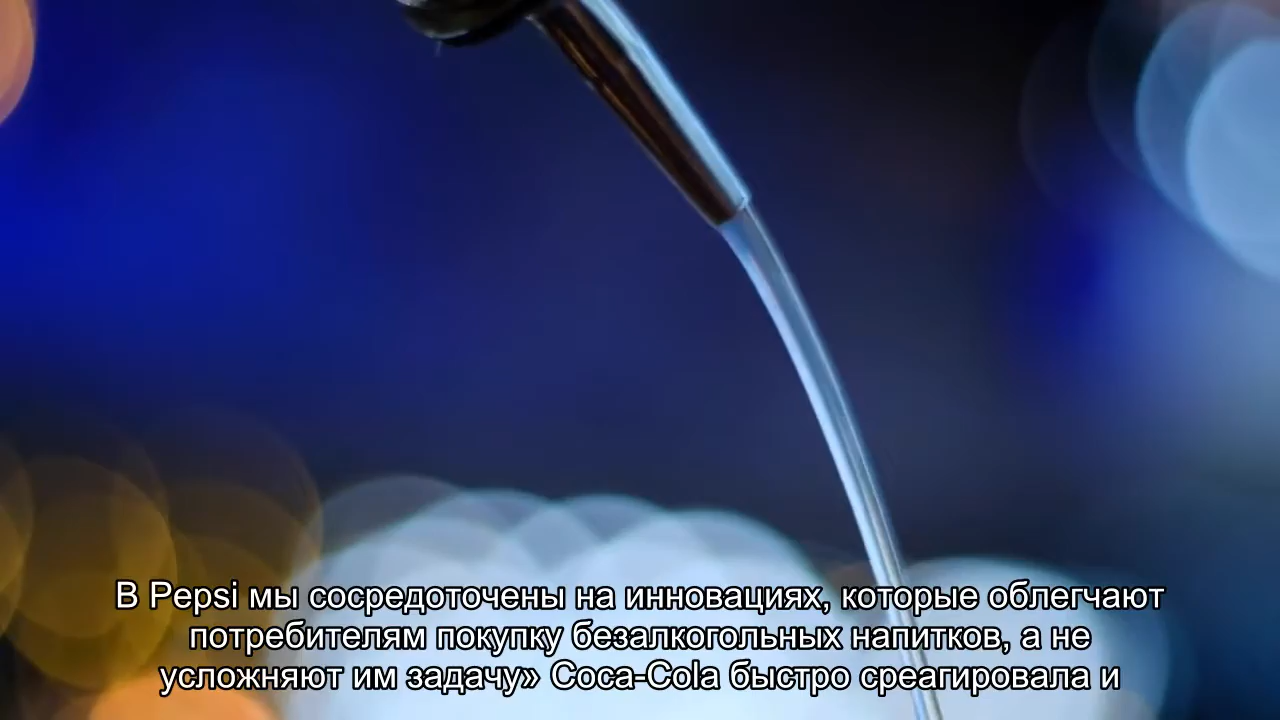 В Pepsi мы сосредоточены на инновациях, которые облегчают
потребителям покупку безалкогольных напитков, а не
усложняют им задачу» Coca-Cola быстро среагировала и